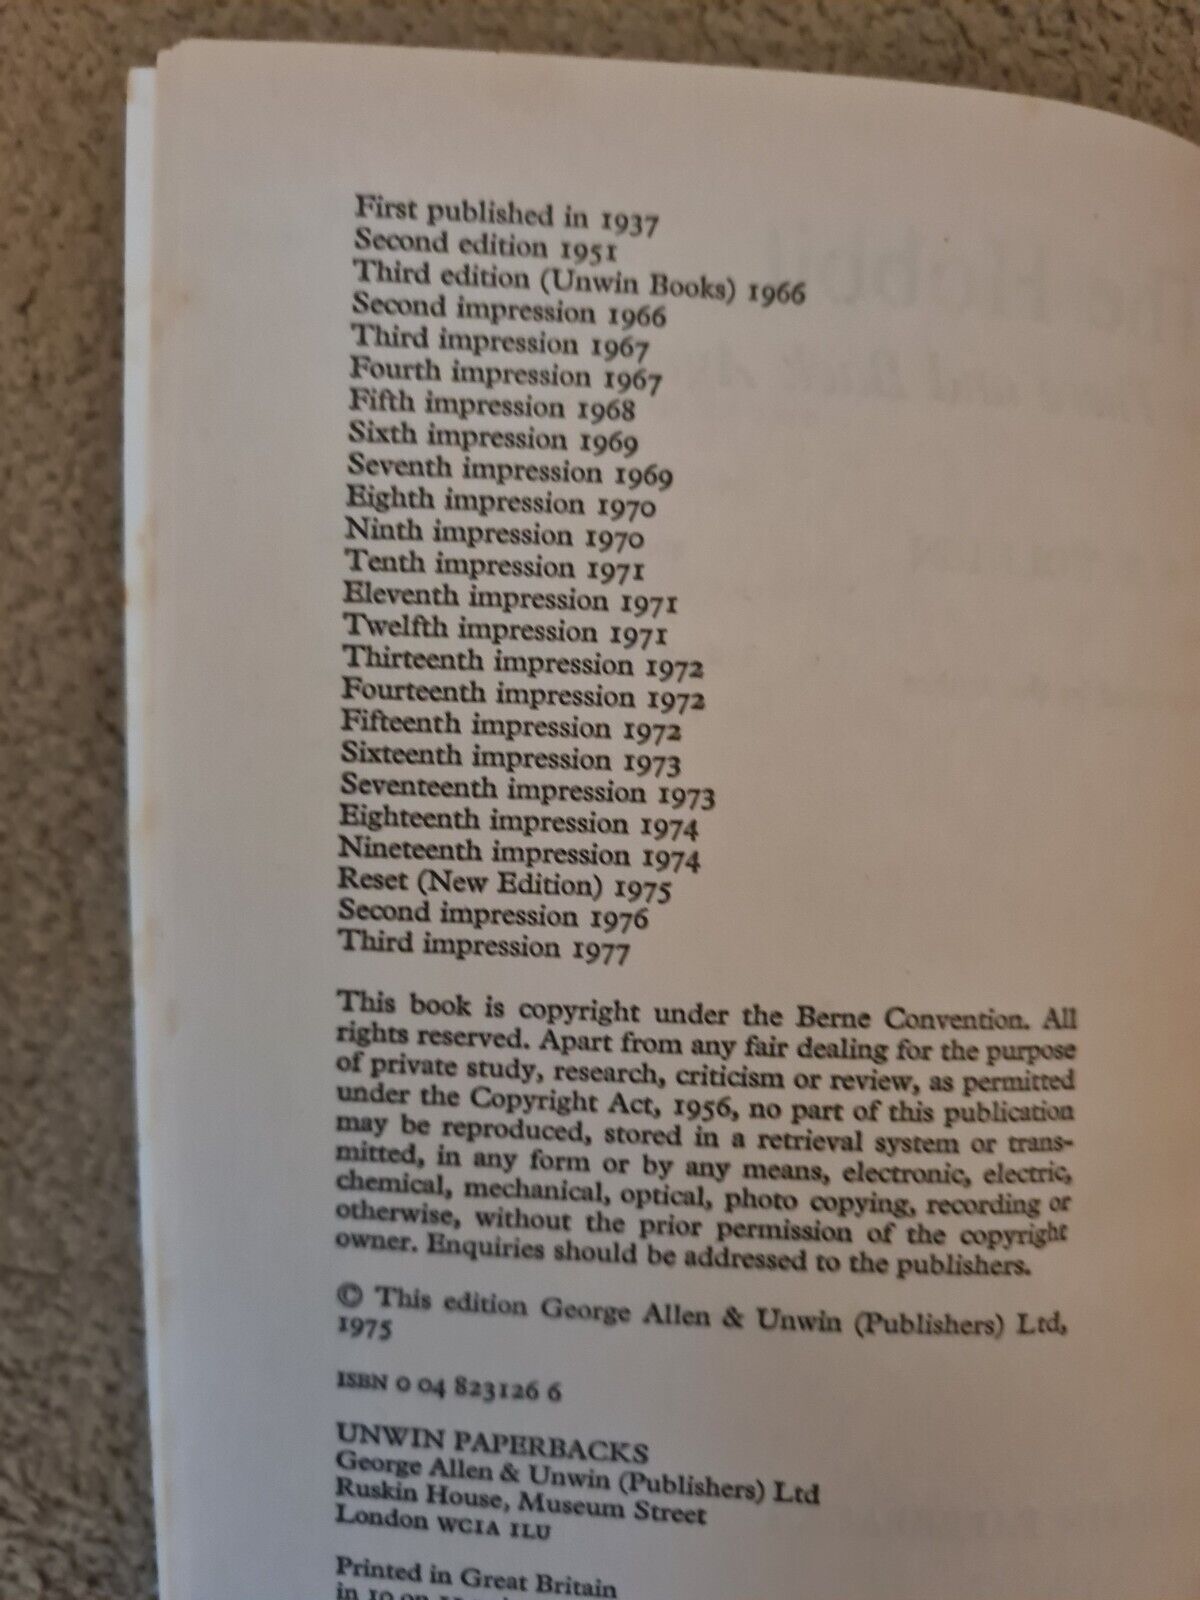 First published in 1937
Second edition 1951
Third edition (Unwin Books) 1966
Second impression 1966
Third impression 1967
Fourth impression 1967
Fifth impression 1968
Sixth impression 1969
Seventh impression 1969
Eighth impression 1970
Ninth impression 1970
Tenth impression 1971
Eleventh impression 1971
Twelfth impression 1971
Thirteenth impression 1972
Fourteenth impression 1972
Fifteenth impression 1972
Sixteenth impression 1973
Seventeenth impression 1973
Eighteenth impression 1974
Nineteenth impression 1974
Reset (New Edition) 1975
Second impression 1976
Third impression 1977
This book is copyright under the Berne Convention. All
rights reserved. Apart from any fair dealing for the purpose
of private study, research, criticism or review, as permitted
under the Copyright Act, 1956, no part of this publication
may be reproduced, stored in a retrieval system or trans-
mitted, in any form or by any means, electronic, electric,
chemical, mechanical, optical, photo copying, recording or
otherwise, without the prior permission of the copyright
owner. Enquiries should be addressed to the publishers.
© This edition George Allen & Unwin (Publishers) Ltd,
1975
ISBN 0 04 823126 6
UNWIN PAPERBACKS
George Allen & Unwin (Publishers) Ltd
Ruskin House, Museum Street
London WC1A 1LU
Printed in Great Britain
in 10 on